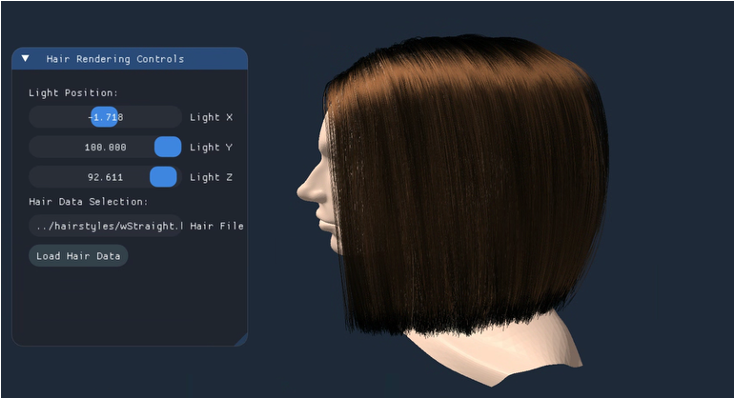 Hair Rendering Controls
Light Position:
-1.718 Light X
100.000 Light Y
92.611 Light Z
Hair Data Selection:
../hairstyles/wStraight.l Hair File
Load Hair Data